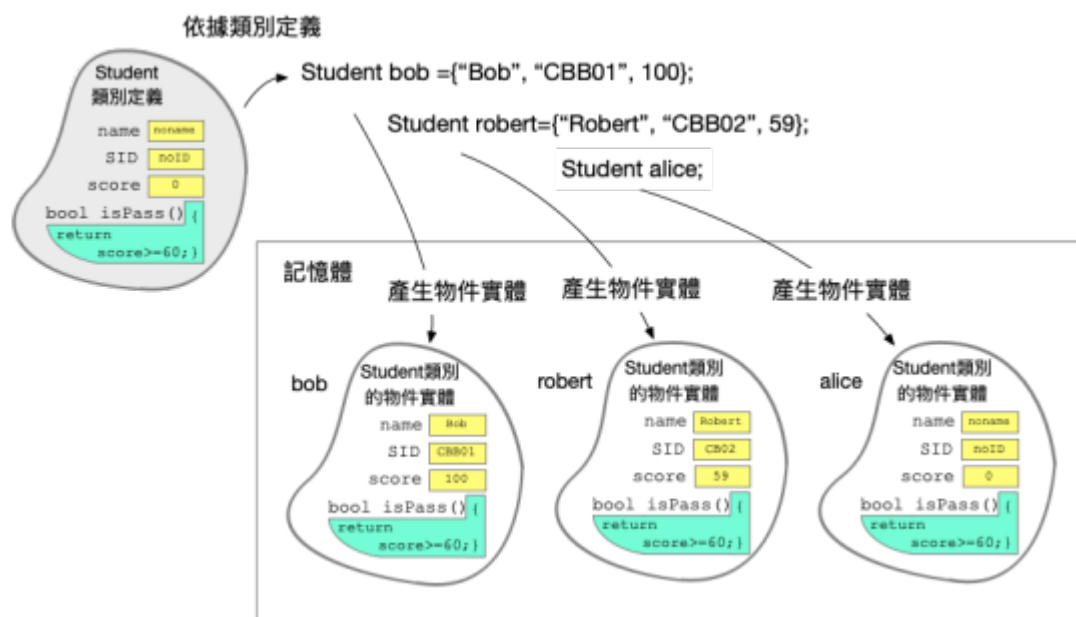 依據類別定義
Student
類別定義
name noname
SID noID
score 0
bool isPass() {
return
score>=60;}
Student bob ={“Bob”, “CBB01”, 100};
Student robert={“Robert”, “CBB02”, 59};
Student alice;
記憶體
產生物件實體
產生物件實體
產生物件實體
bob
Student類別
的物件實體
name Bob
SID CBB01
score 100
bool isPass() {
return
score>=60;}
robert
Student類別
的物件實體
name Robert
SID CB02
score 59
bool isPass() {
return
score>=60;}
alice
Student類別
的物件實體
name noname
SID noID
score 0
bool isPass() {
return
score>=60;}